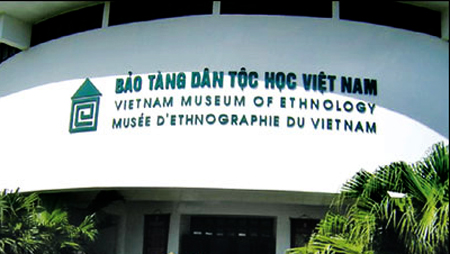 BẢO TÀNG DÂN TỘC HỌC VIỆT NAM
VIETNAM MUSEUM OF ETHNOLOGY
MUSÉE D'ETHNOGRAPHIE DU VIETNAM